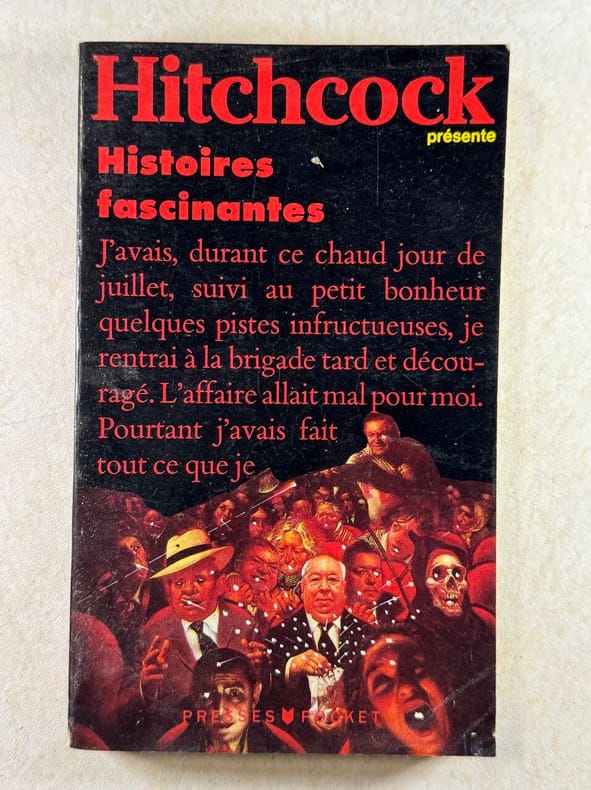 Hitchcock
présente
Histoires
fascinantes
J'avais, durant ce chaud jour de
juillet, suivi au petit bonheur
quelques pistes infructueuses, je
rentrai à la brigade tard et décou-
ragé. L'affaire allait mal pour moi.
Pourtant j'avais fait
tout ce que je
PRESSES POCKET